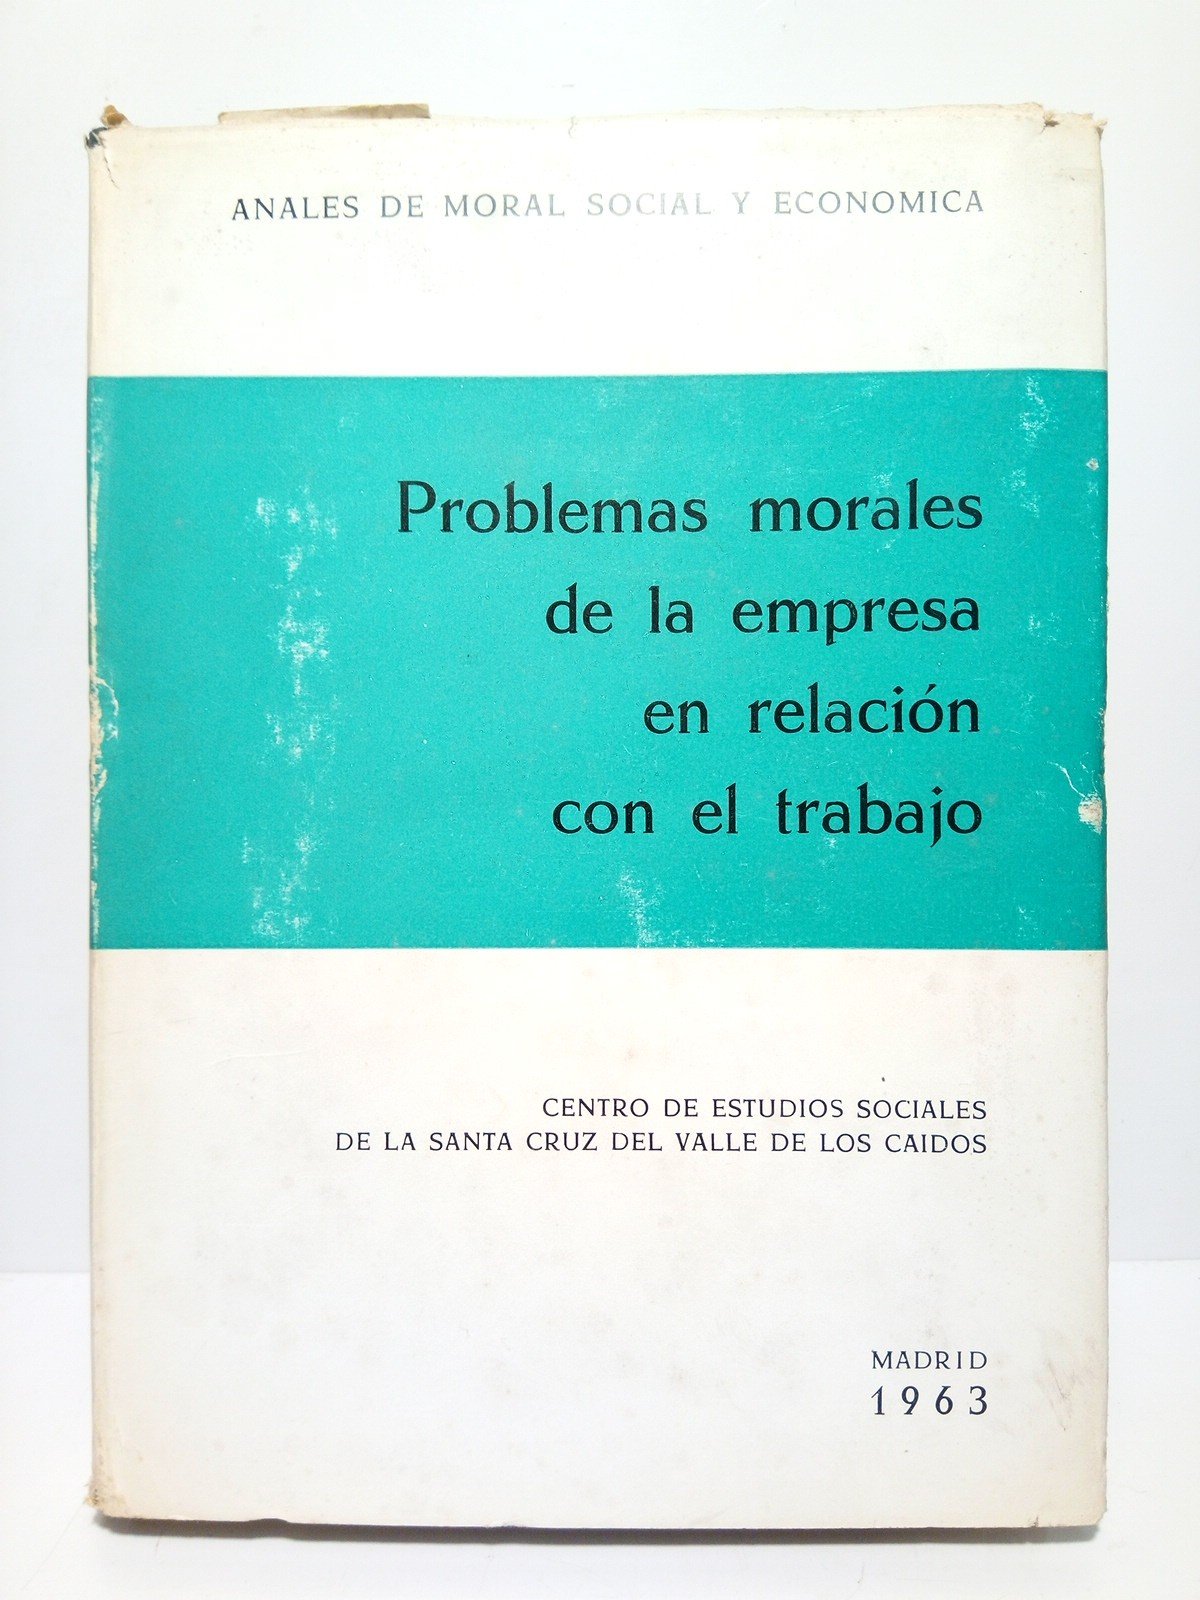 ANALES DE MORAL SOCIAL Y ECONOMICA
Problemas morales
de la empresa
en relación
con el trabajo
CENTRO DE ESTUDIOS SOCIALES
DE LA SANTA CRUZ DEL VALLE DE LOS CAIDOS
MADRID
1963